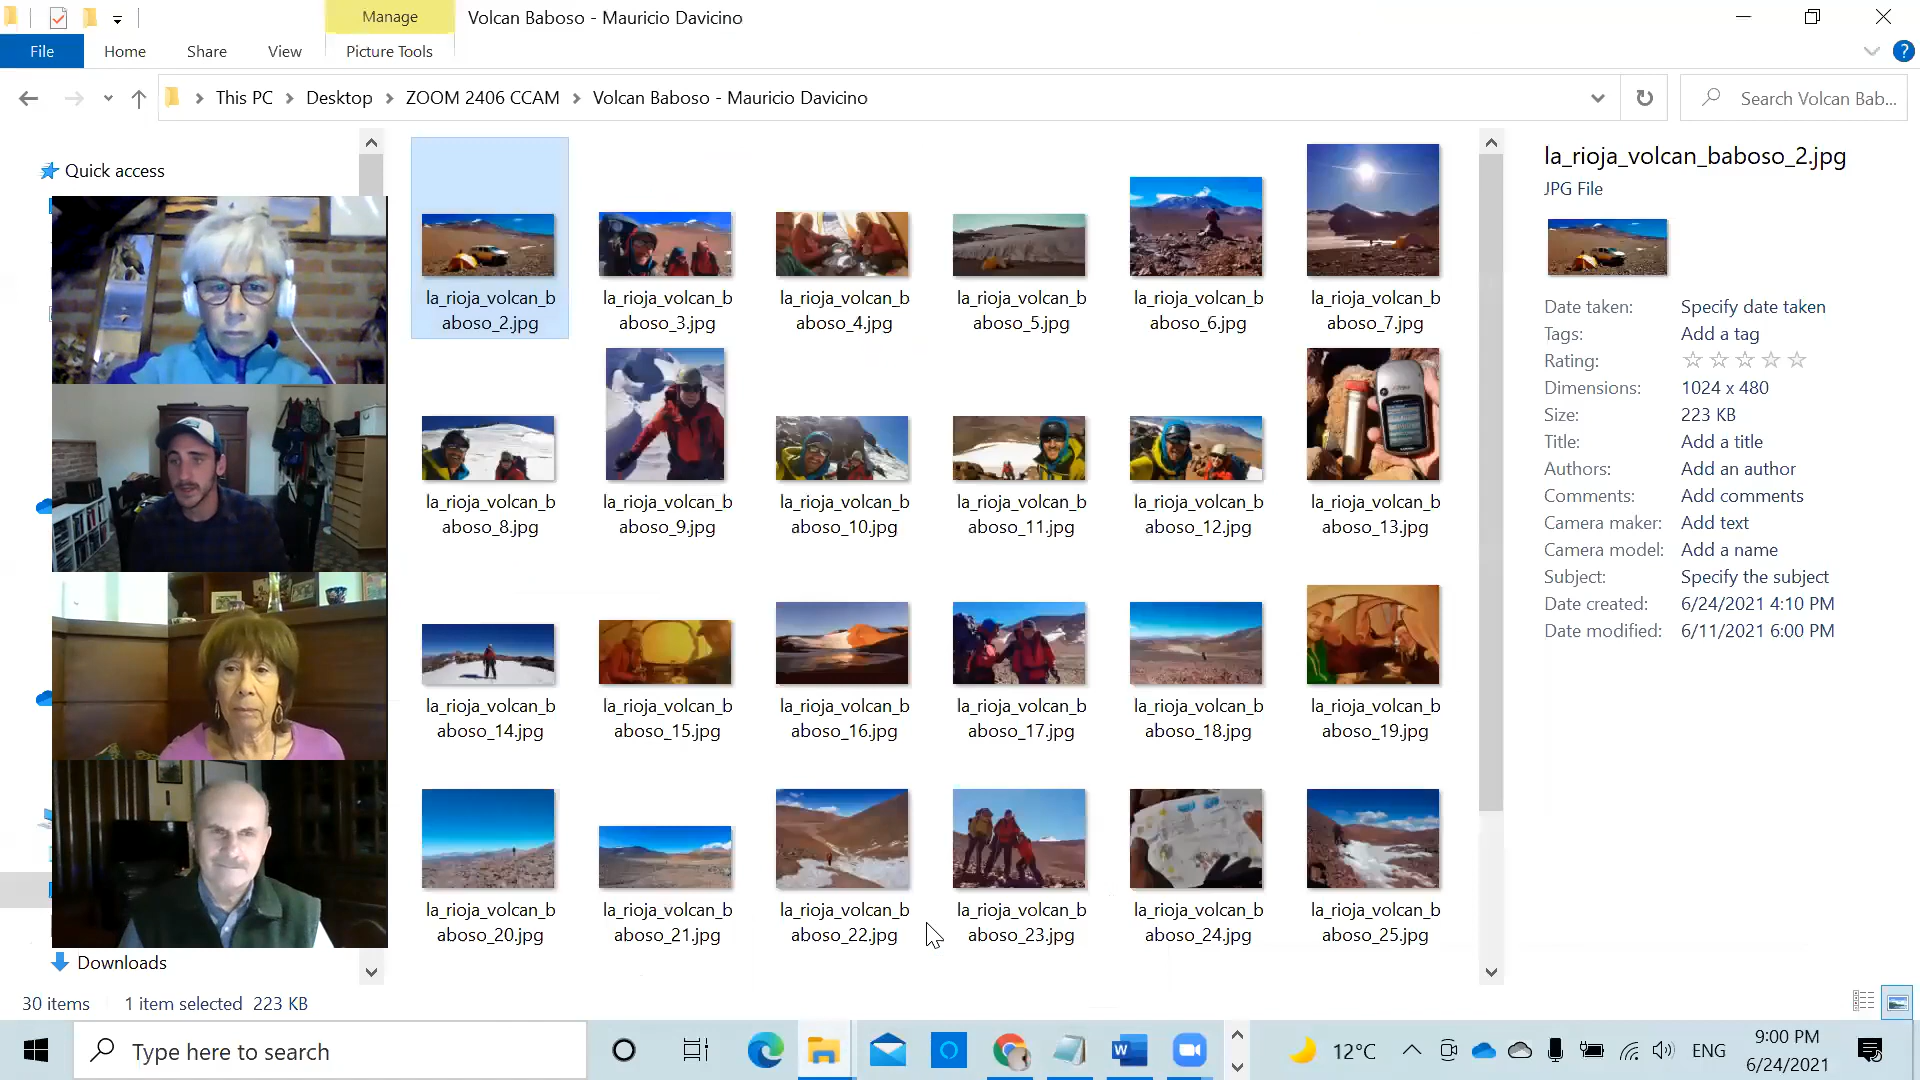 Manage
Volcan Baboso - Mauricio Davicino
File
Home
Share
View
Picture Tools
This PC
Desktop
ZOOM 2406 CCAM
Volcan Baboso - Mauricio Davicino
Search Volcan Bab...
Quick access
Downloads
la_rioja_volcan_b
aboso_2.jpg
la_rioja_volcan_b
aboso_3.jpg
la_rioja_volcan_b
aboso_4.jpg
la_rioja_volcan_b
aboso_5.jpg
la_rioja_volcan_b
aboso_6.jpg
la_rioja_volcan_b
aboso_7.jpg
la_rioja_volcan_b
aboso_8.jpg
la_rioja_volcan_b
aboso_9.jpg
la_rioja_volcan_b
aboso_10.jpg
la_rioja_volcan_b
aboso_11.jpg
la_rioja_volcan_b
aboso_12.jpg
la_rioja_volcan_b
aboso_13.jpg
la_rioja_volcan_b
aboso_14.jpg
la_rioja_volcan_b
aboso_15.jpg
la_rioja_volcan_b
aboso_16.jpg
la_rioja_volcan_b
aboso_17.jpg
la_rioja_volcan_b
aboso_18.jpg
la_rioja_volcan_b
aboso_19.jpg
la_rioja_volcan_b
aboso_20.jpg
la_rioja_volcan_b
aboso_21.jpg
la_rioja_volcan_b
aboso_22.jpg
la_rioja_volcan_b
aboso_23.jpg
la_rioja_volcan_b
aboso_24.jpg
la_rioja_volcan_b
aboso_25.jpg
la_rioja_volcan_baboso_2.jpg
JPG File
Date taken: Specify date taken
Tags: Add a tag
Rating:
Dimensions: 1024 x 480
Size: 223 KB
Title: Add a title
Authors: Add an author
Comments: Add comments
Camera maker: Add text
Camera model: Add a name
Subject: Specify the subject
Date created: 6/24/2021 4:10 PM
Date modified: 6/11/2021 6:00 PM
30 items 1 item selected 223 KB
Type here to search
12°C
ENG
9:00 PM
6/24/2021